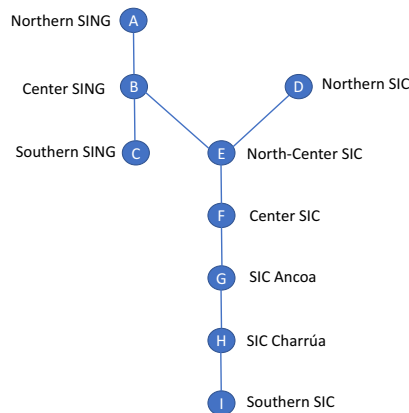 Northern SING A
Center SING B
D Northern SIC
Southern SING C
E North-Center SIC
F Center SIC
G SIC Ancoa
H SIC Charrúa
I Southern SIC